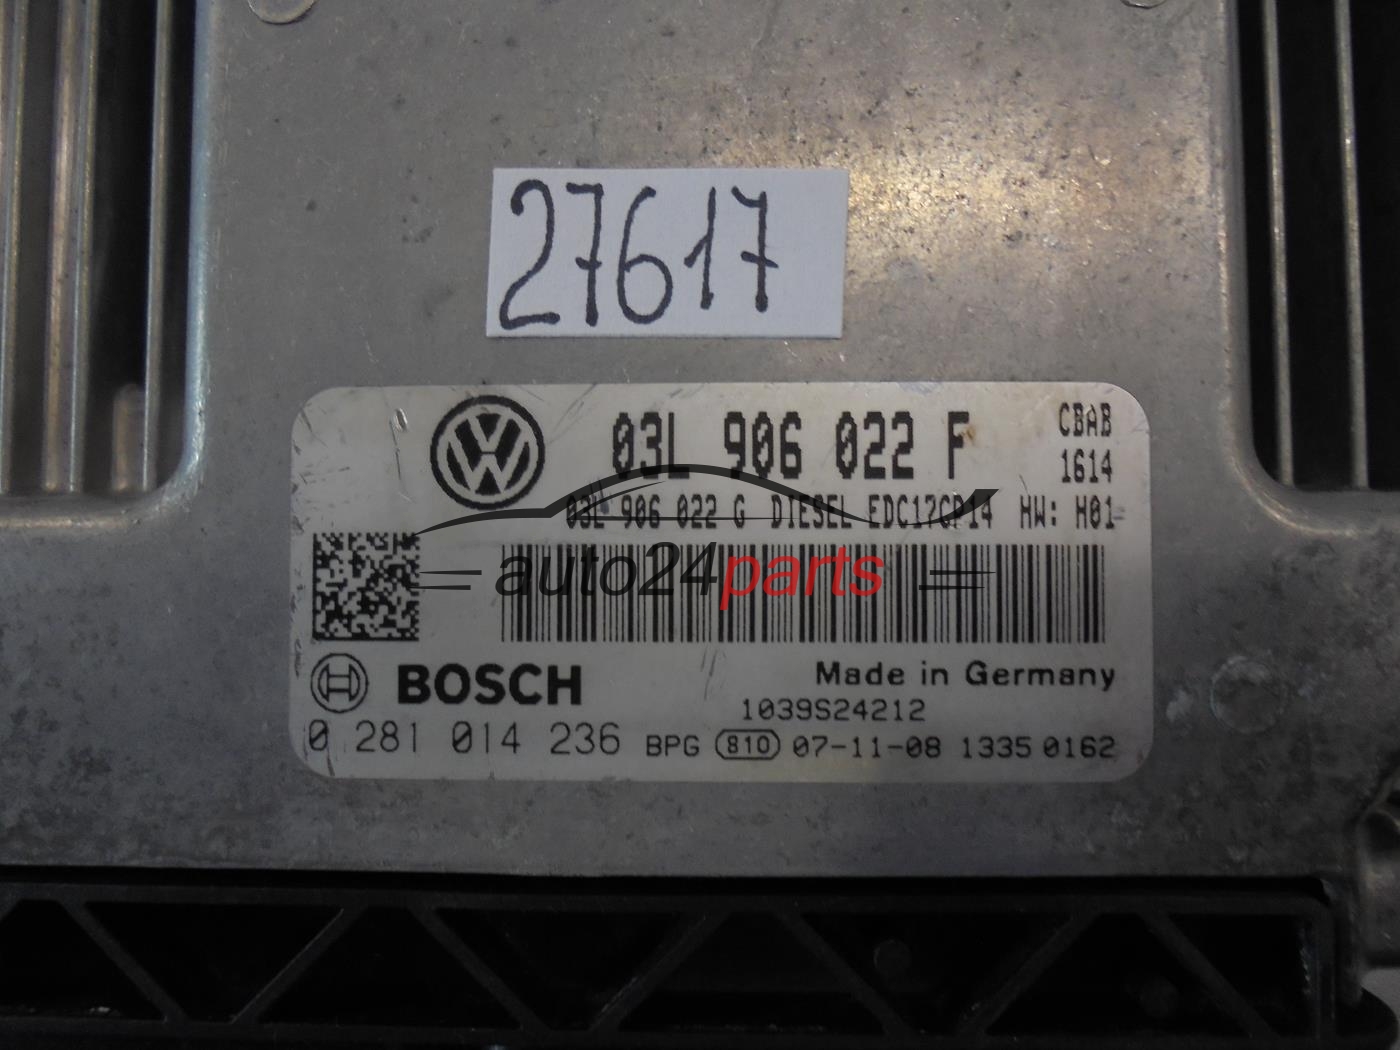 27617
03L 906 022 F
CBAB
1614
03L 906 022 G DIESEL EDC17CP14 HW: H01
auto24parts
BOSCH
Made in Germany
1039S24212
0 281 014 236 BPG 810 07-11-08 1335 0162